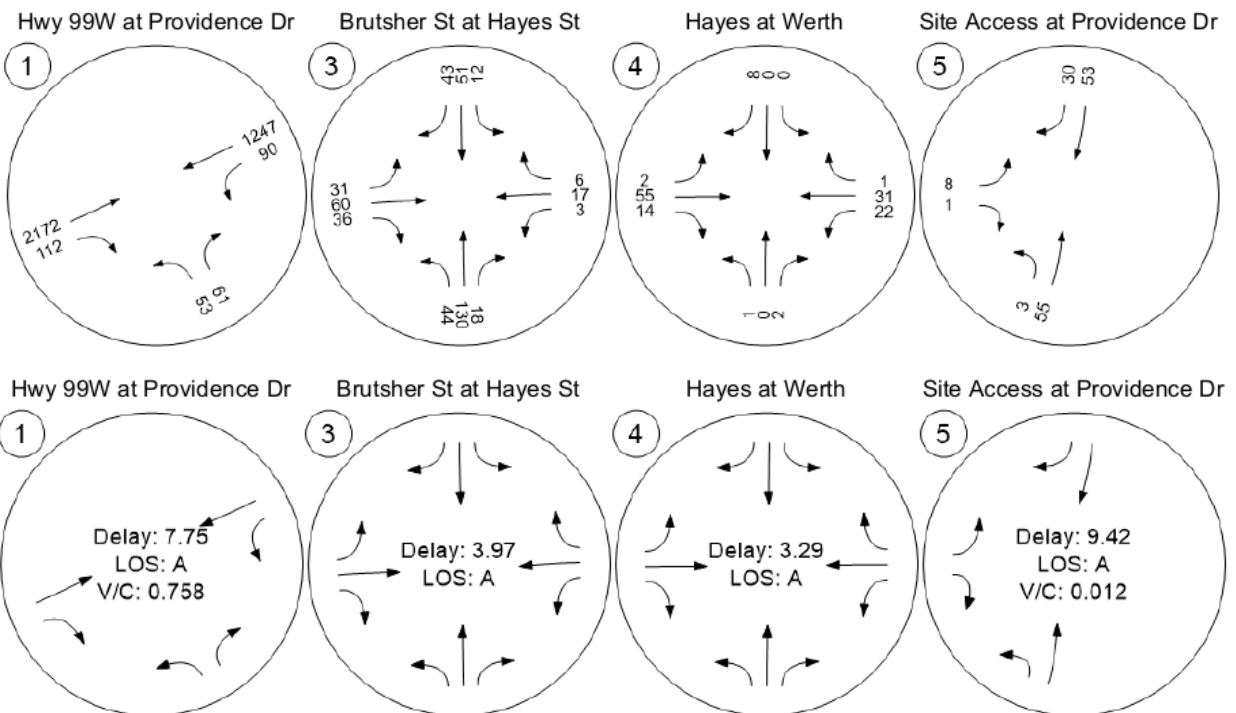 Hwy 99W at Providence Dr
1
1247
90
2172
112
53
61
Brutsher St at Hayes St
3
43
51
12
31
60
36
6
17
3
44
130
18
Hayes at Werth
4
8
0
0
2
55
14
1
31
22
1
0
2
Site Access at Providence Dr
5
30
53
8
1
3
55
Hwy 99W at Providence Dr
1
Delay: 7.75
LOS: A
V/C: 0.758
Brutsher St at Hayes St
3
Delay: 3.97
LOS: A
Hayes at Werth
4
Delay: 3.29
LOS: A
Site Access at Providence Dr
5
Delay: 9.42
LOS: A
V/C: 0.012